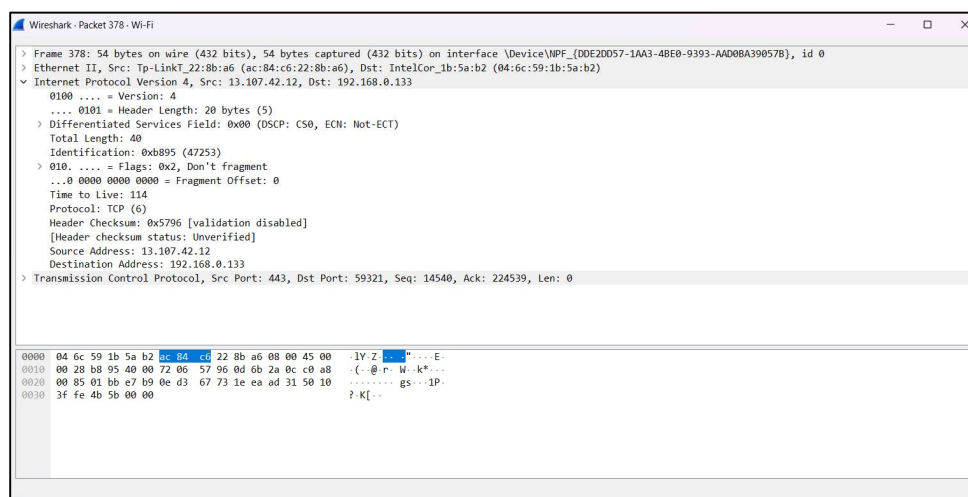 Wireshark · Packet 378 · Wi-Fi
> Frame 378: 54 bytes on wire (432 bits), 54 bytes captured (432 bits) on interface \Device\NPF_{DDE2DD57-1AA3-4BE0-9393-AAD0BA39057B}, id 0
> Ethernet II, Src: Tp-LinkT_22:8b:a6 (ac:84:c6:22:8b:a6), Dst: IntelCor_1b:5a:b2 (04:6c:59:1b:5a:b2)
Internet Protocol Version 4, Src: 13.107.42.12, Dst: 192.168.0.133
0100 .... = Version: 4
.... 0101 = Header Length: 20 bytes (5)
> Differentiated Services Field: 0x00 (DSCP: CS0, ECN: Not-ECT)
Total Length: 40
Identification: 0xb895 (47253)
> 010. .... = Flags: 0x2, Don't fragment
...0 0000 0000 0000 = Fragment Offset: 0
Time to Live: 114
Protocol: TCP (6)
Header Checksum: 0x5796 [validation disabled]
[Header checksum status: Unverified]
Source Address: 13.107.42.12
Destination Address: 192.168.0.133
> Transmission Control Protocol, Src Port: 443, Dst Port: 59321, Seq: 14540, Ack: 224539, Len: 0
0000 04 6c 59 1b 5a b2 ac 84 c6 22 8b a6 08 00 45 00 ·lY·Z··· ·"····E·
0010 00 28 b8 95 40 00 72 06 57 96 0d 6b 2a 0c c0 a8 ·(··@·r· W··k*···
0020 00 85 01 bb e7 b9 0e d3 67 73 1e ea ad 31 50 10 ········ gs···1P·
0030 3f fe 4b 5b 00 00 ?·K[··